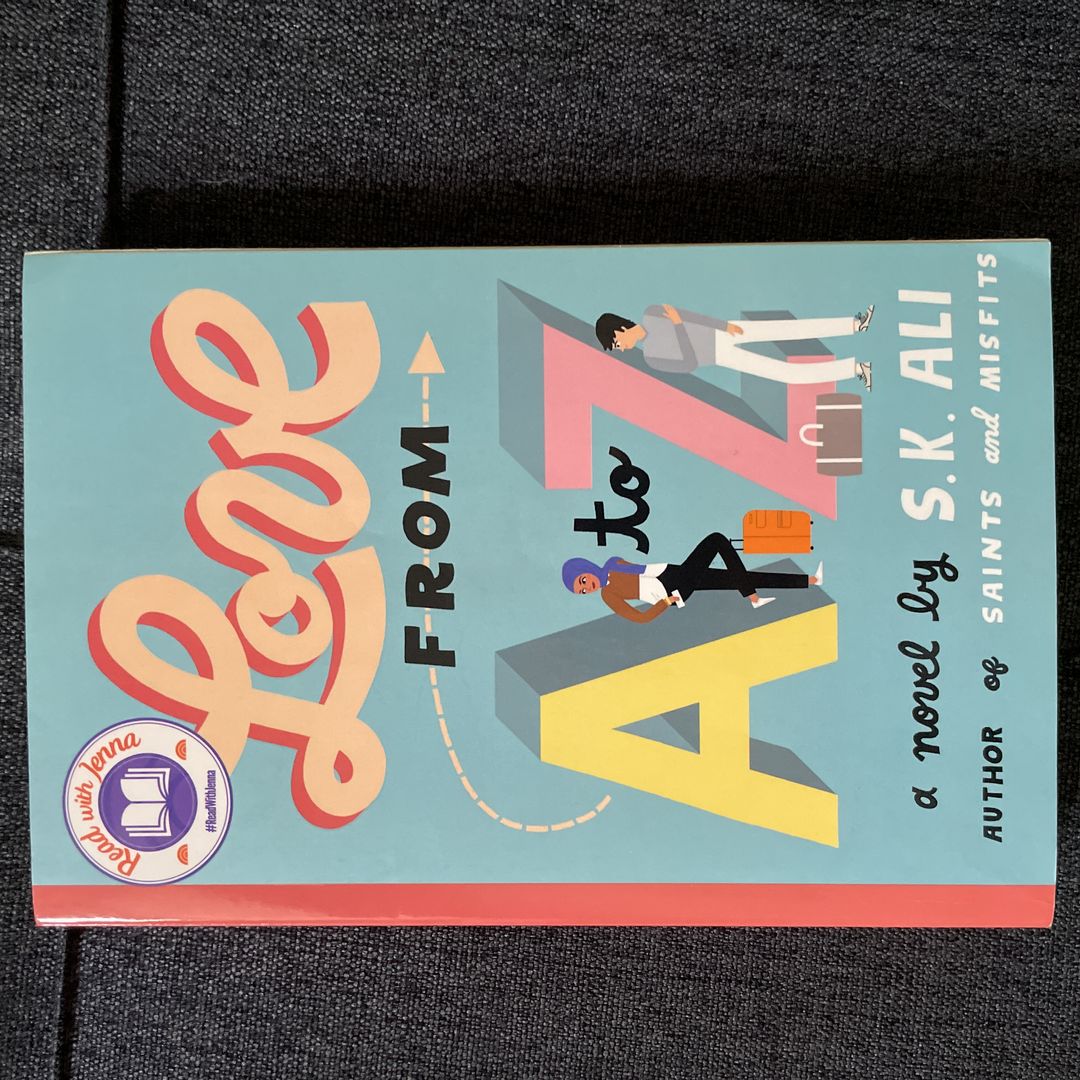 Read with Jenna
#ReadWithJenna
Love
FROM
A to Z
a novel by S.K. ALI
AUTHOR of SAINTS and MISFITS